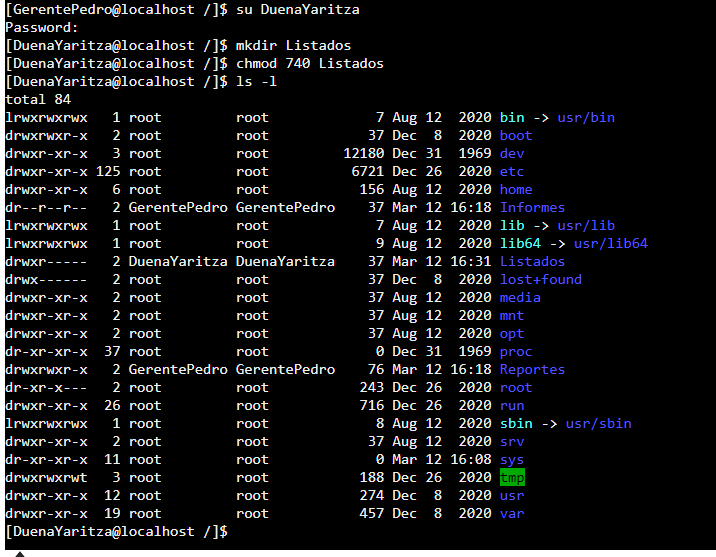 [GerentePedro@localhost /]$ su DuenaYaritza
Password:
[DuenaYaritza@localhost /]$ mkdir Listados
[DuenaYaritza@localhost /]$ chmod 740 Listados
[DuenaYaritza@localhost /]$ ls -l
total 84
lrwxrwxrwx   1 root         root             7 Aug 12  2020 bin -> usr/bin
drwxr-xr-x   2 root         root            37 Dec  8  2020 boot
drwxr-xr-x   3 root         root         12180 Dec 31  1969 dev
drwxr-xr-x 125 root         root          6721 Dec 26  2020 etc
drwxr-xr-x   6 root         root           156 Aug 12  2020 home
dr--r--r--   2 GerentePedro GerentePedro    37 Mar 12 16:18 Informes
lrwxrwxrwx   1 root         root             7 Aug 12  2020 lib -> usr/lib
lrwxrwxrwx   1 root         root             9 Aug 12  2020 lib64 -> usr/lib64
drwxr-----   2 DuenaYaritza DuenaYaritza    37 Mar 12 16:31 Listados
drwx------   2 root         root            37 Dec  8  2020 lost+found
drwxr-xr-x   2 root         root            37 Aug 12  2020 media
drwxr-xr-x   2 root         root            37 Aug 12  2020 mnt
drwxr-xr-x   2 root         root            37 Aug 12  2020 opt
dr-xr-xr-x  37 root         root             0 Dec 31  1969 proc
drwxrwxr-x   2 GerentePedro GerentePedro    76 Mar 12 16:18 Reportes
dr-xr-x---   2 root         root           243 Dec 26  2020 root
drwxr-xr-x  26 root         root           716 Dec 26  2020 run
lrwxrwxrwx   1 root         root             8 Aug 12  2020 sbin -> usr/sbin
drwxr-xr-x   2 root         root            37 Aug 12  2020 srv
dr-xr-xr-x  11 root         root             0 Mar 12 16:08 sys
drwxrwxrwt   3 root         root           188 Dec 26  2020 tmp
drwxr-xr-x  12 root         root           274 Dec  8  2020 usr
drwxr-xr-x  19 root         root           457 Dec  8  2020 var
[DuenaYaritza@localhost /]$